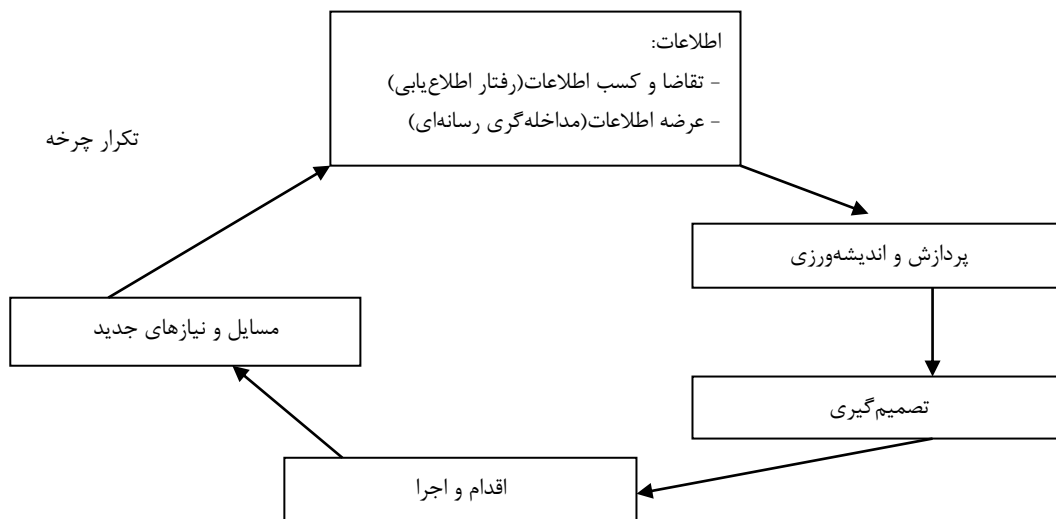 اطلاعات:
- تقاضا و کسب اطلاعات(رفتار اطلاع‌یابی)
- عرضه اطلاعات(مداخله‌گری رسانه‌ای)
تکرار چرخه
پردازش و اندیشه‌ورزی
مسایل و نیازهای جدید
تصمیم‌گیری
اقدام و اجرا